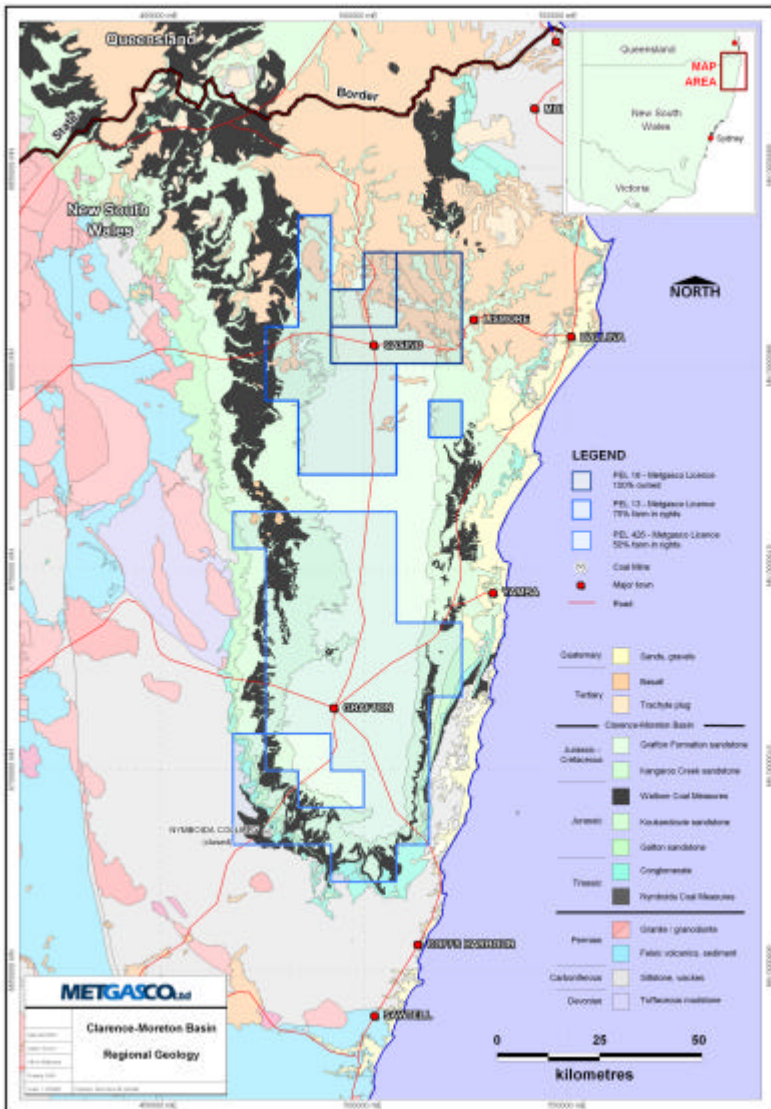 Queensland
State
Border
New South
Wales
Queensland
MAP
AREA
New South
Wales
Sydney
Victoria
NORTH
LISMORE
CASINO
BALLINA
YAMBA
GRAFTON
NYMBOIDA
(closed)
COFFS HARBOUR
SAWTELL
LEGEND
PEL 16 - Metgasco Licence
100% owned
PEL 13 - Metgasco Licence
70% farm in rights
PEL 426 - Metgasco Licence
50% farm in rights
Coal Mine
Major town
Road
Quaternary
Sands, gravels
Tertiary
Basalt
Trachyte plug
Clarence-Moreton Basin
Jurassic -
Cretaceous
Grafton Formation sandstone
Kangaroo Creek sandstone
Jurassic
Walloon Coal Measures
Koukandowie sandstone
Gatton sandstone
Triassic
Conglomerate
Nymboida Coal Measures
Permian
Granite / granodiorite
Felsic volcanics, sediment
Carboniferous
Siltstone, wackes
Devonian
Tuffaceous mudstone
METGASCO Ltd
Clarence-Moreton Basin
Regional Geology
0 25 50
kilometres